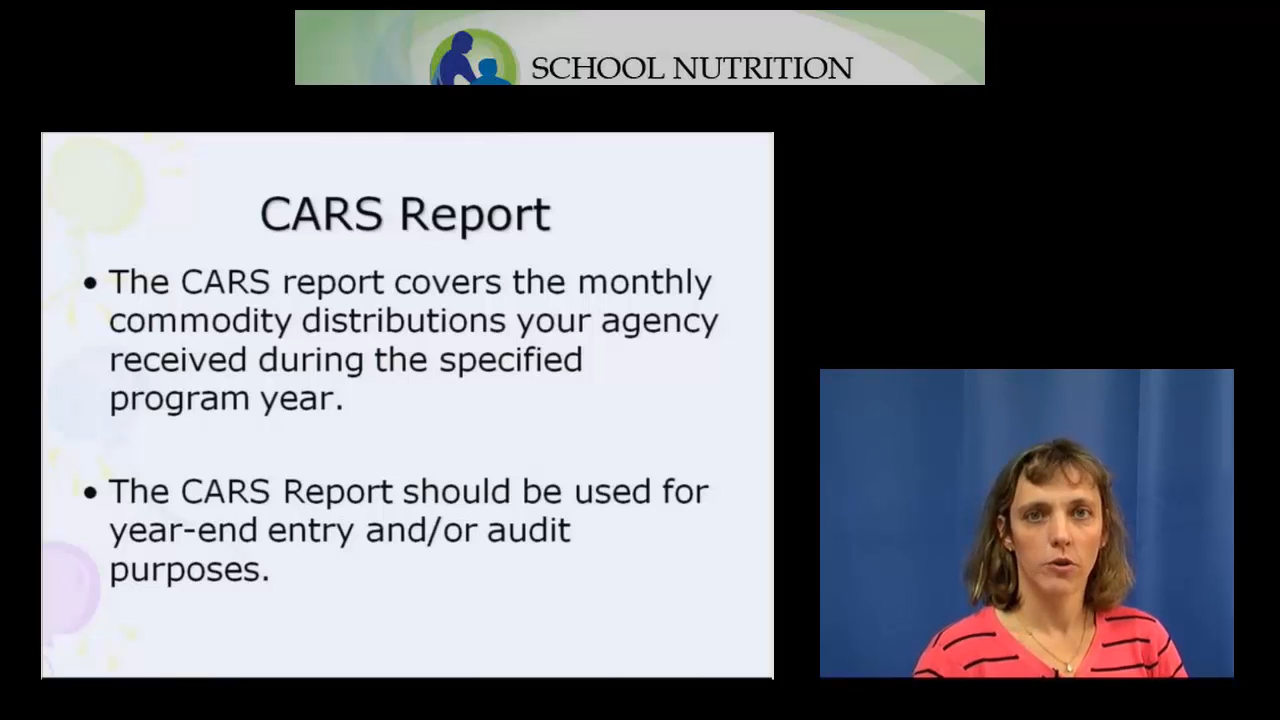 SCHOOL NUTRITION
CARS Report
• The CARS report covers the monthly
commodity distributions your agency
received during the specified
program year.
• The CARS Report should be used for
year-end entry and/or audit
purposes.